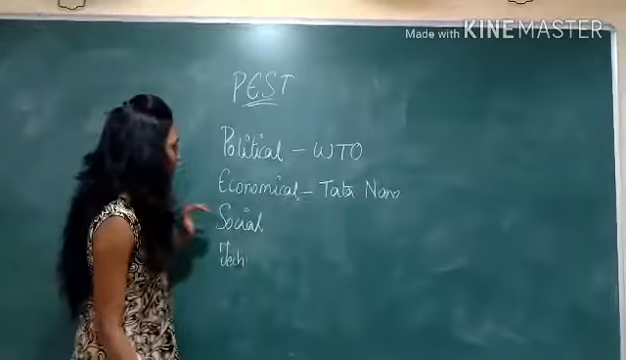 Made with KINEMASTER
PEST
Political – WTO
Economical – Tata Nano
Social
Tech